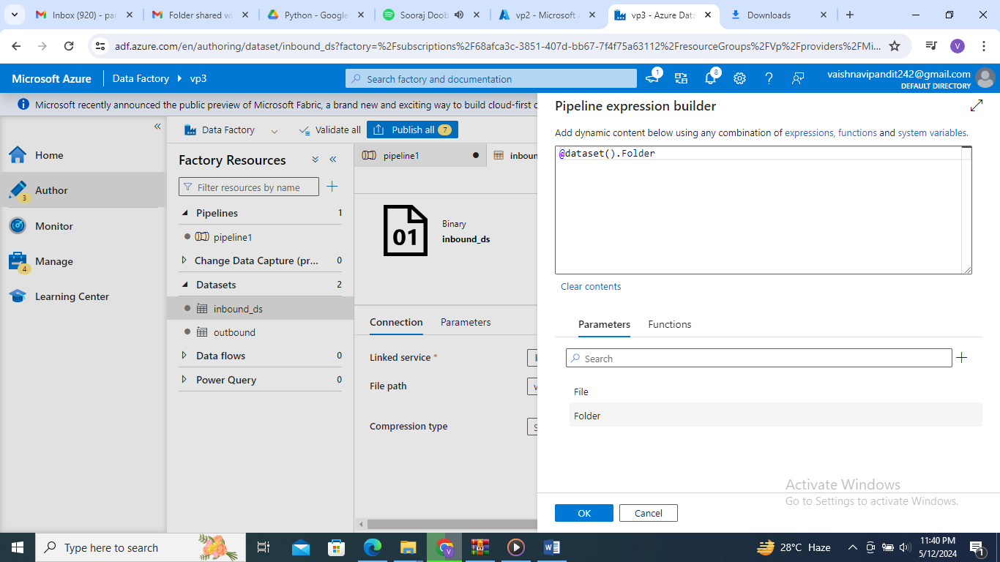 Inbox (920) - pa
Folder shared wi
Python - Google
Sooraj Doob
vp2 - Microsoft
vp3 - Azure Data
Downloads
adf.azure.com/en/authoring/dataset/inbound_ds?factory=%2Fsubscriptions%2F68afca3c-3851-407d-bb67-7f4f75a63112%2FresourceGroups%2FVp%2Fproviders%2FMi...
V
Microsoft Azure
Data Factory
vp3
Search factory and documentation
1
8
vaishnavipandit242@gmail.com
DEFAULT DIRECTORY
Microsoft recently announced the public preview of Microsoft Fabric, a brand new and exciting way to build cloud-first
Home
Author
3
Monitor
Manage
4
Learning Center
Data Factory
Validate all
Publish all 7
Factory Resources
Filter resources by name
Pipelines 1
pipeline1
Change Data Capture (pr... 0
Datasets 2
inbound_ds
outbound
Data flows 0
Power Query 0
pipeline1
inboun
01
Binary
inbound_ds
Connection
Parameters
Linked service *
File path
v
Compression type
S
Pipeline expression builder
Add dynamic content below using any combination of expressions, functions and system variables.
@dataset().Folder
Clear contents
Parameters
Functions
Search
File
Folder
OK
Cancel
Activate Windows
Go to Settings to activate Windows.
Type here to search
V
W
28°C Haze
11:40 PM
5/12/2024
1